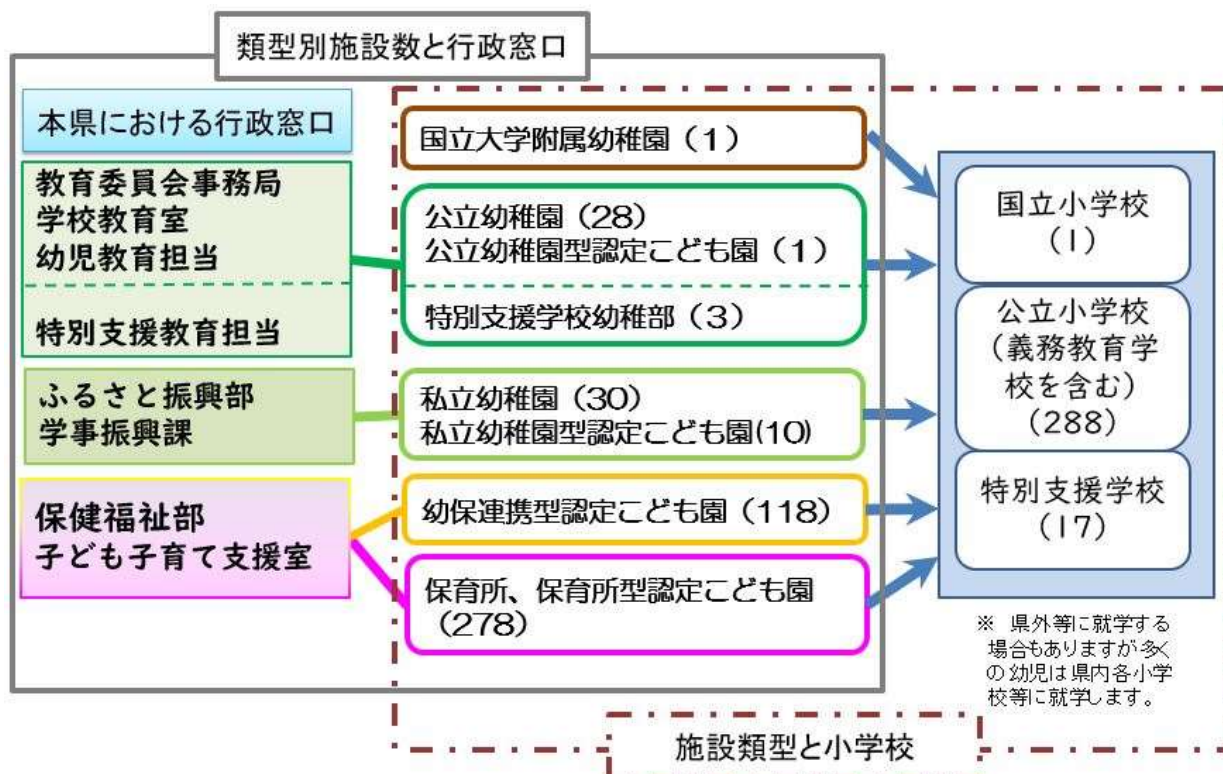 類型別施設数と行政窓口
本県における行政窓口
教育委員会事務局
学校教育室
幼児教育担当
特別支援教育担当
ふるさと振興部
学事振興課
保健福祉部
子ども子育て支援室
国立大学附属幼稚園（1）
公立幼稚園（28）
公立幼稚園型認定こども園（1）
特別支援学校幼稚部（3）
私立幼稚園（30）
私立幼稚園型認定こども園(10)
幼保連携型認定こども園（118）
保育所、保育所型認定こども園
（278）
国立小学校
（1）
公立小学校
（義務教育学
校を含む）
（288）
特別支援学校
（17）
※ 県外等に就学する
場合もありますが多く
の幼児は県内各小学
校等に就学します。
施設類型と小学校